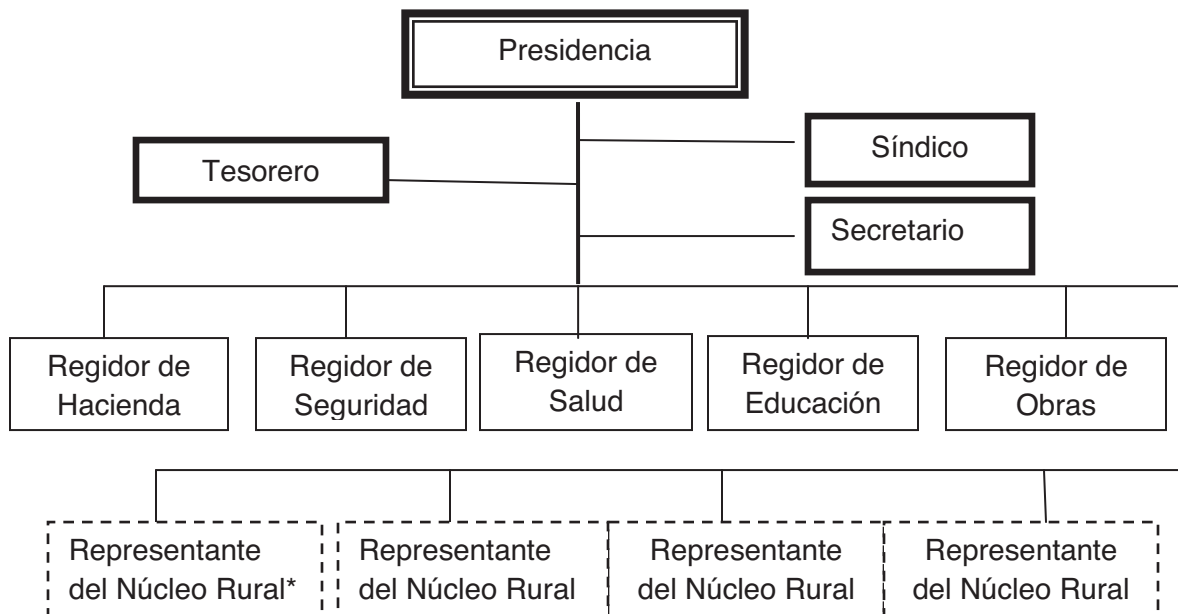 Presidencia
Tesorero
Síndico
Secretario
Regidor de
Hacienda
Regidor de
Seguridad
Regidor de
Salud
Regidor de
Educación
Regidor de
Obras
Representante
del Núcleo Rural*
Representante
del Núcleo Rural
Representante
del Núcleo Rural
Representante
del Núcleo Rural